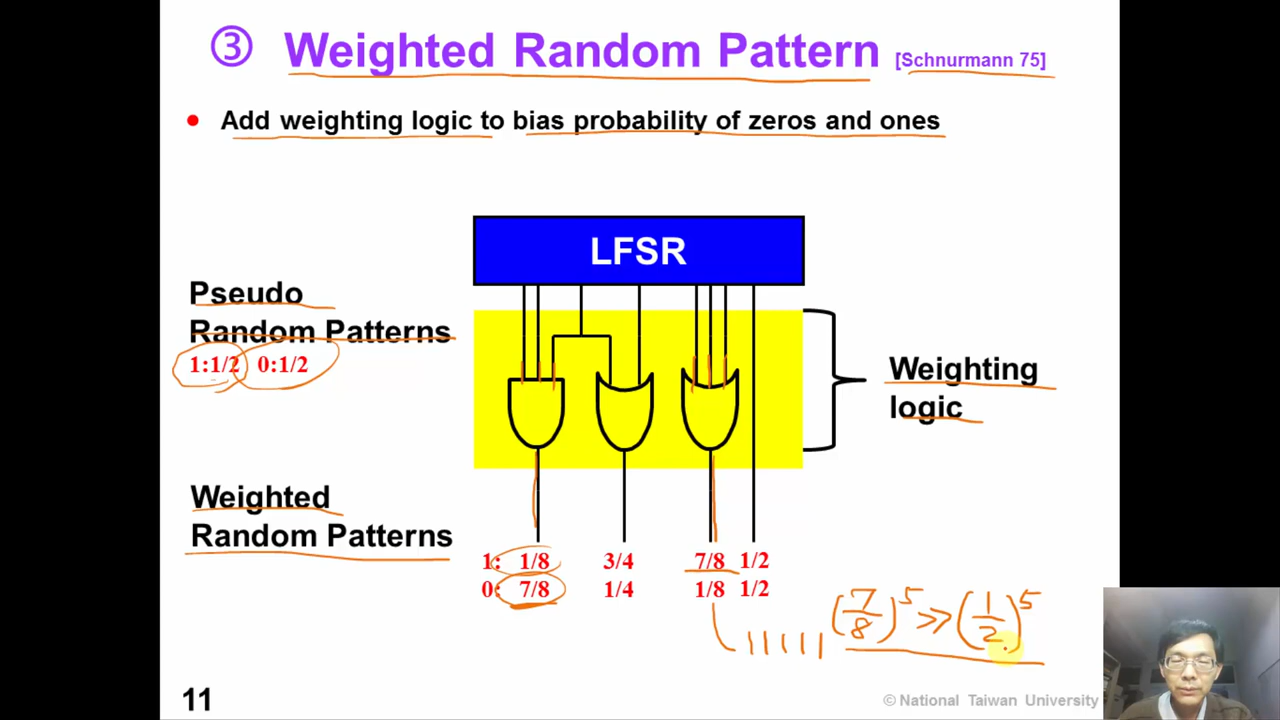 ③ Weighted Random Pattern [Schnurmann 75]
• Add weighting logic to bias probability of zeros and ones
LFSR
Pseudo
Random Patterns
1:1/2 0:1/2
Weighting
logic
Weighted
Random Patterns
1: 1/8 3/4 7/8 1/2
0: 7/8 1/4 1/8 1/2
11111 (7/8)^5 >> (1/2)^5
11
© National Taiwan University